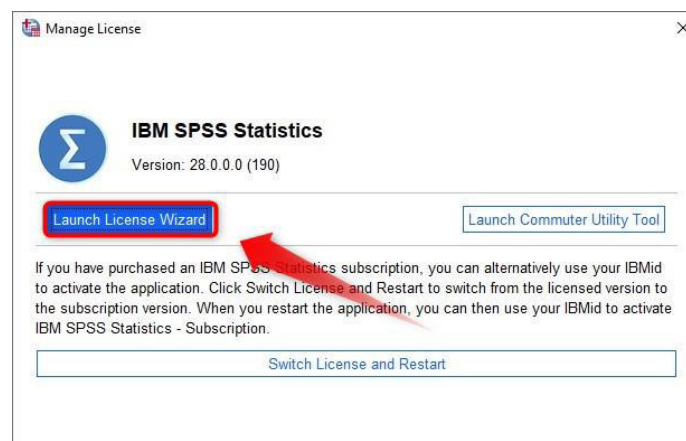 Manage License
IBM SPSS Statistics
Version: 28.0.0.0 (190)
Launch License Wizard
Launch Commuter Utility Tool
If you have purchased an IBM SPSS Statistics subscription, you can alternatively use your IBMid
to activate the application. Click Switch License and Restart to switch from the licensed version to
the subscription version. When you restart the application, you can then use your IBMid to activate
IBM SPSS Statistics - Subscription.
Switch License and Restart